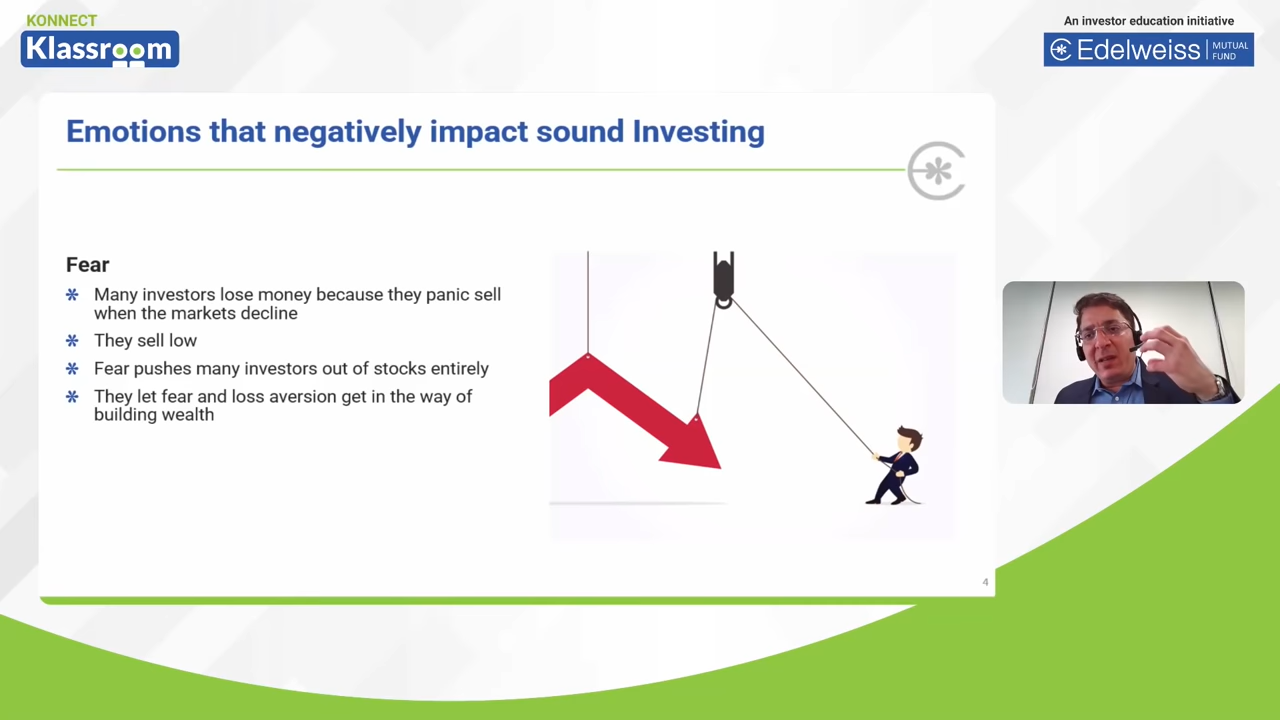 KONNECT
Klassroom
An investor education initiative
Edelweiss
MUTUAL
FUND
Emotions that negatively impact sound Investing
Fear
Many investors lose money because they panic sell
when the markets decline
They sell low
Fear pushes many investors out of stocks entirely
They let fear and loss aversion get in the way of
building wealth
4